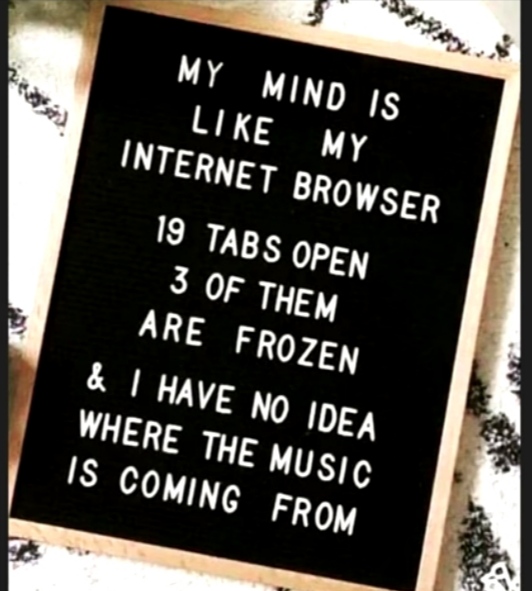 MY MIND IS
LIKE MY
INTERNET BROWSER
19 TABS OPEN
3 OF THEM
ARE FROZEN
& I HAVE NO IDEA
WHERE THE MUSIC
IS COMING FROM